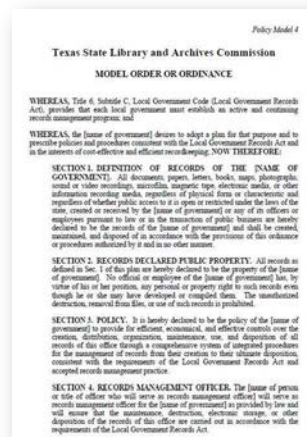 Policy Model 4
Texas State Library and Archives Commission
MODEL ORDER OR ORDINANCE
WHEREAS, Title 6, Subtitle C, Local Government Code (Local Government Records
Act), provides that each local government must establish an active and continuing
records management program; and
WHEREAS, the [name of government] desires to adopt a plan for that purpose and to
prescribe policies and procedures consistent with the Local Government Records Act and
in the interests of cost-effective and efficient recordkeeping; NOW THEREFORE:
SECTION 1. DEFINITION OF RECORDS OF THE [NAME OF
GOVERNMENT]. All documents, papers, letters, books, maps, photographs,
sound or video recordings, microfilm, magnetic tape, electronic media, or other
information recording media, regardless of physical form or characteristic and
regardless of whether public access to it is open or restricted under the laws of the
state, created or received by the [name of government] or any of its officers or
employees pursuant to law or in the transaction of public business are hereby
declared to be the records of the [name of government] and shall be created,
maintained, and disposed of in accordance with the provisions of this ordinance
or procedures authorized by it and in no other manner.
SECTION 2. RECORDS DECLARED PUBLIC PROPERTY. All records as
defined in Sec. 1 of this plan are hereby declared to be the property of the [name of
government]. No official or employee of the [name of government] has, by
virtue of his or her position, any personal or property right to such records even
though he or she may have developed or compiled them. The unauthorized
destruction, removal from files, or use of such records is prohibited.
SECTION 3. POLICY. It is hereby declared to be the policy of the [name of
government] to provide for efficient, economical, and effective controls over the
creation, distribution, organization, maintenance, use, and disposition of all
records of this office through a comprehensive system of integrated procedures
for the management of records from their creation to their ultimate disposition,
consistent with the requirements of the Local Government Records Act and
accepted records management practice.
SECTION 4. RECORDS MANAGEMENT OFFICER. The [name of person
or title of officer who will serve as records management officer] will serve as
records management officer for the [name of government] as provided by law and
will ensure that the maintenance, destruction, electronic storage, or other
disposition of the records of this office are carried out in accordance with the
requirements of the Local Government Records Act.